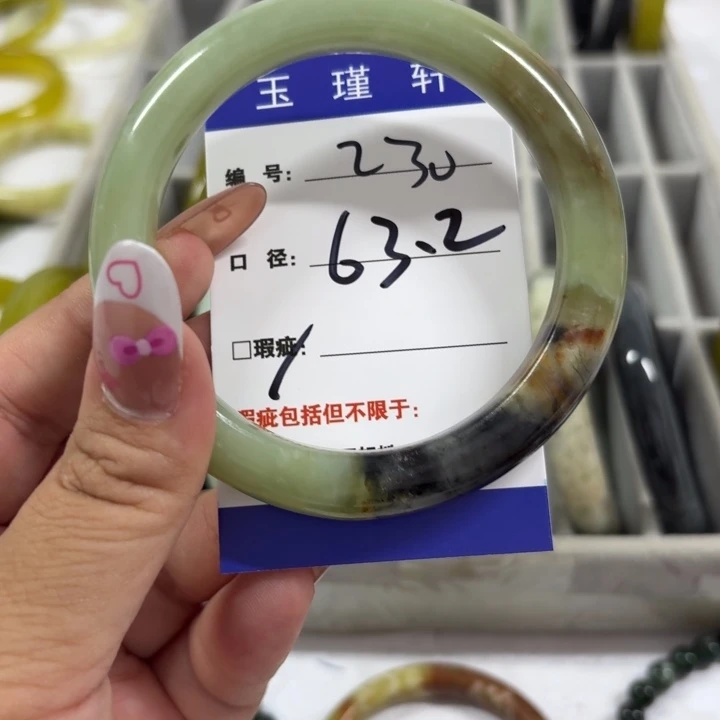 玉瑾轩
编号: 230
口径: 63.2
□瑕疵: /
瑕疵包括但不限于: